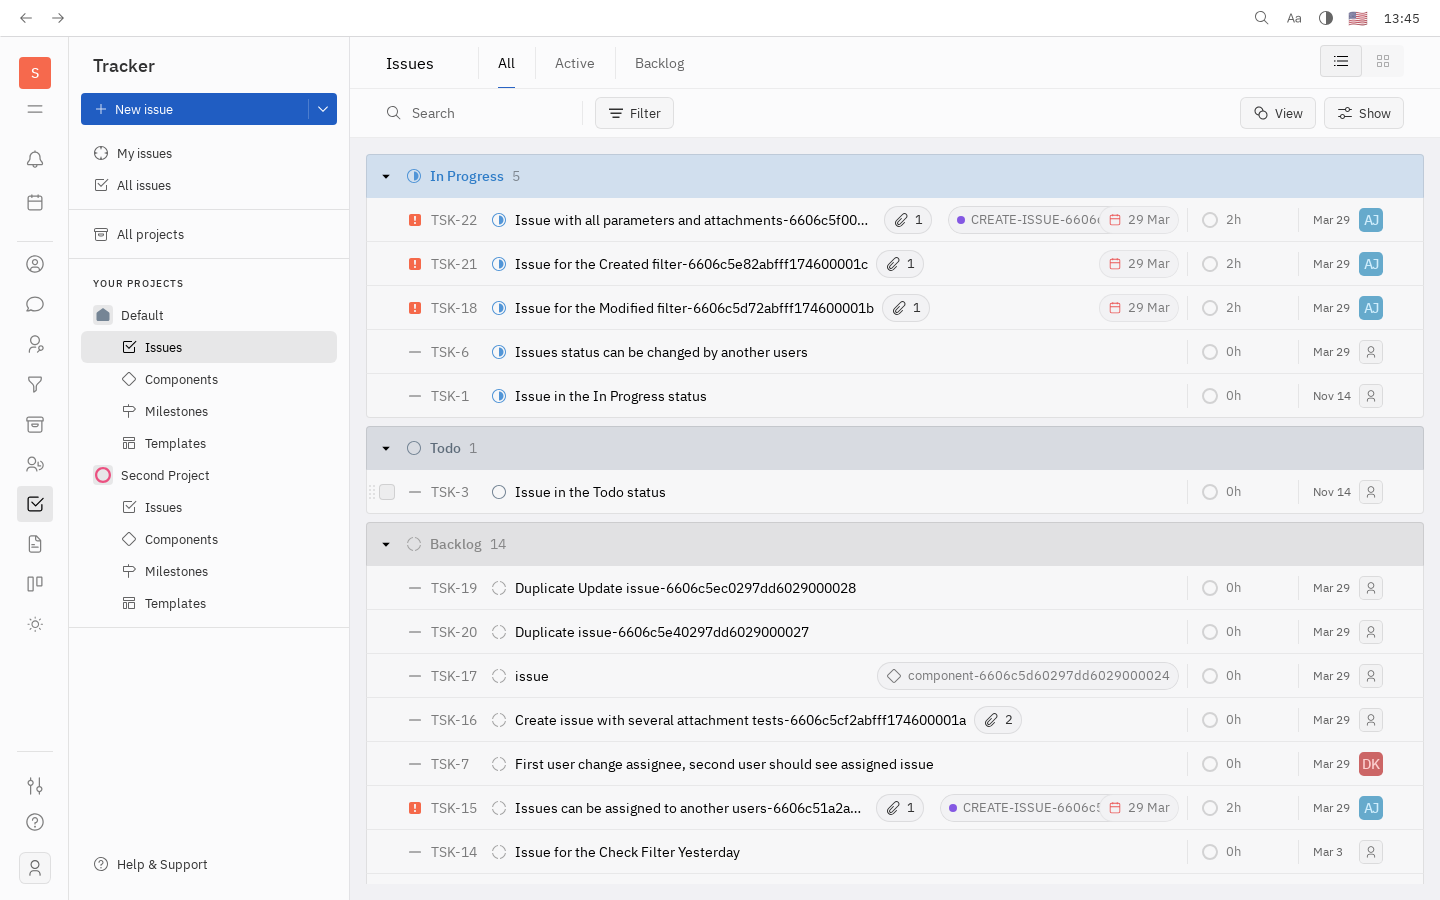 Aa 13:45
S
Tracker
New issue
My issues
All issues
All projects
YOUR PROJECTS
Default
Issues
Components
Milestones
Templates
Second Project
Issues
Components
Milestones
Templates
Help & Support
Issues All Active Backlog
Search Filter View Show
In Progress 5
TSK-22 Issue with all parameters and attachments-6606c5f00... 1 CREATE-ISSUE-6606c 29 Mar 2h Mar 29 AJ
TSK-21 Issue for the Created filter-6606c5e82abfff174600001c 1 29 Mar 2h Mar 29 AJ
TSK-18 Issue for the Modified filter-6606c5d72abfff174600001b 1 29 Mar 2h Mar 29 AJ
TSK-6 Issues status can be changed by another users 0h Mar 29
TSK-1 Issue in the In Progress status 0h Nov 14
Todo 1
TSK-3 Issue in the Todo status 0h Nov 14
Backlog 14
TSK-19 Duplicate Update issue-6606c5ec0297dd6029000028 0h Mar 29
TSK-20 Duplicate issue-6606c5e40297dd6029000027 0h Mar 29
TSK-17 issue component-6606c5d60297dd6029000024 0h Mar 29
TSK-16 Create issue with several attachment tests-6606c5cf2abfff174600001a 2 0h Mar 29
TSK-7 First user change assignee, second user should see assigned issue 0h Mar 29 DK
TSK-15 Issues can be assigned to another users-6606c51a2a... 1 CREATE-ISSUE-6606c5 29 Mar 2h Mar 29 AJ
TSK-14 Issue for the Check Filter Yesterday 0h Mar 3